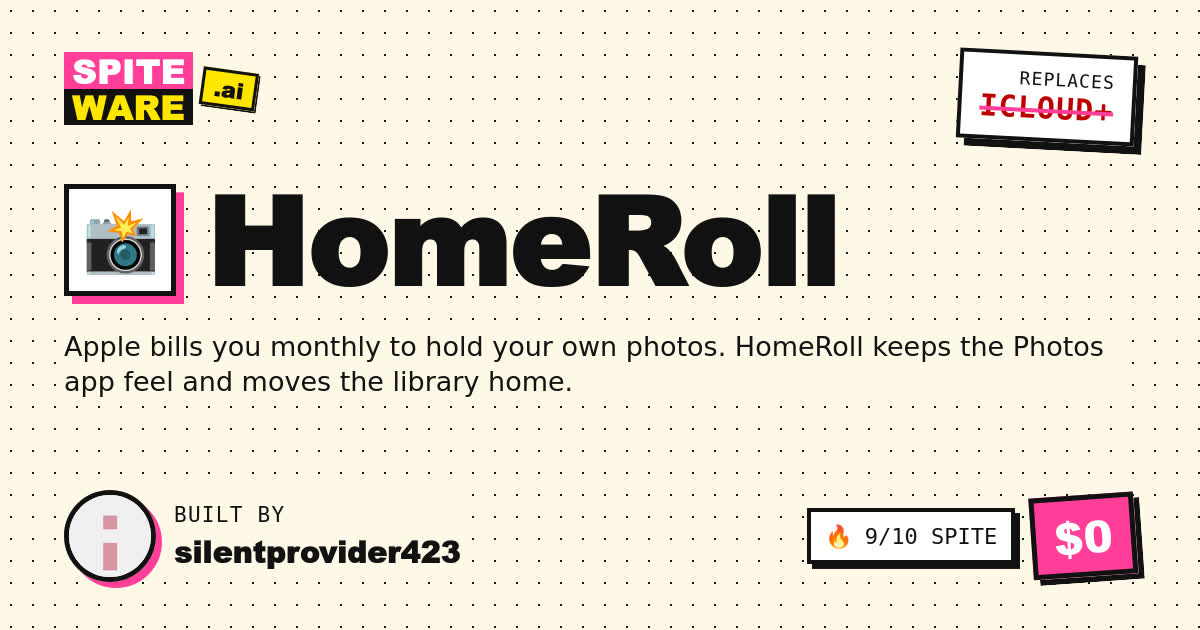 SPITE
WARE
.ai
REPLACES
ICLOUD+
HomeRoll
Apple bills you monthly to hold your own photos. HomeRoll keeps the Photos
app feel and moves the library home.
BUILT BY
silentprovider423
9/10 SPITE
$0